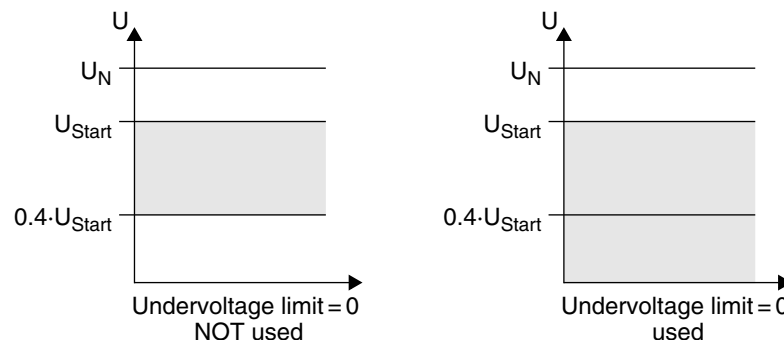 U
U_N
U_Start
0.4·U_Start
Undervoltage limit = 0
NOT used
U
U_N
U_Start
0.4·U_Start
Undervoltage limit = 0
used